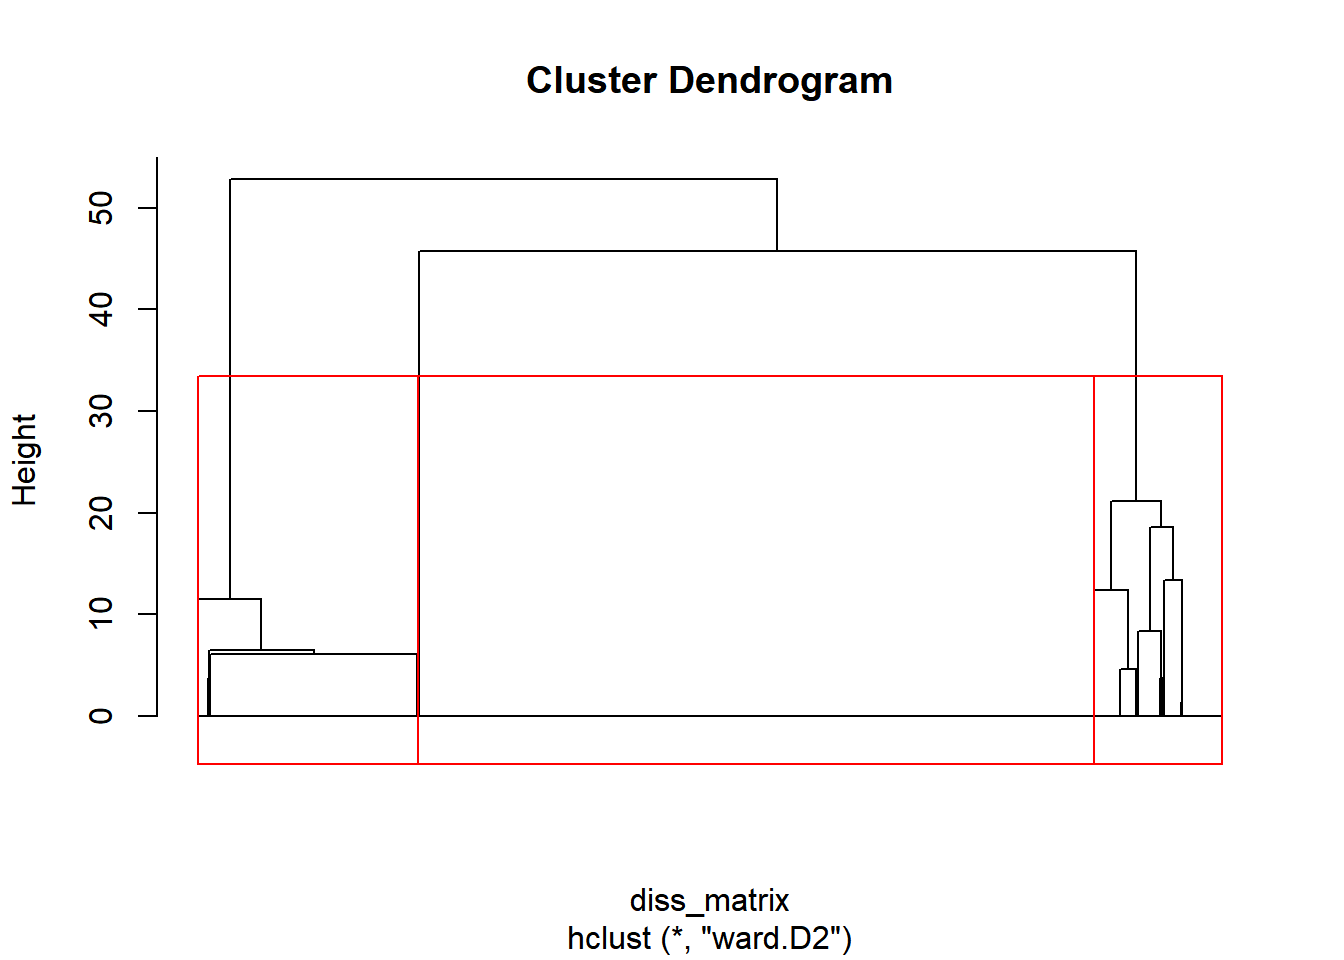 Cluster Dendrogram
Height
50
40
30
20
10
0
diss_matrix
hclust (*, "ward.D2")